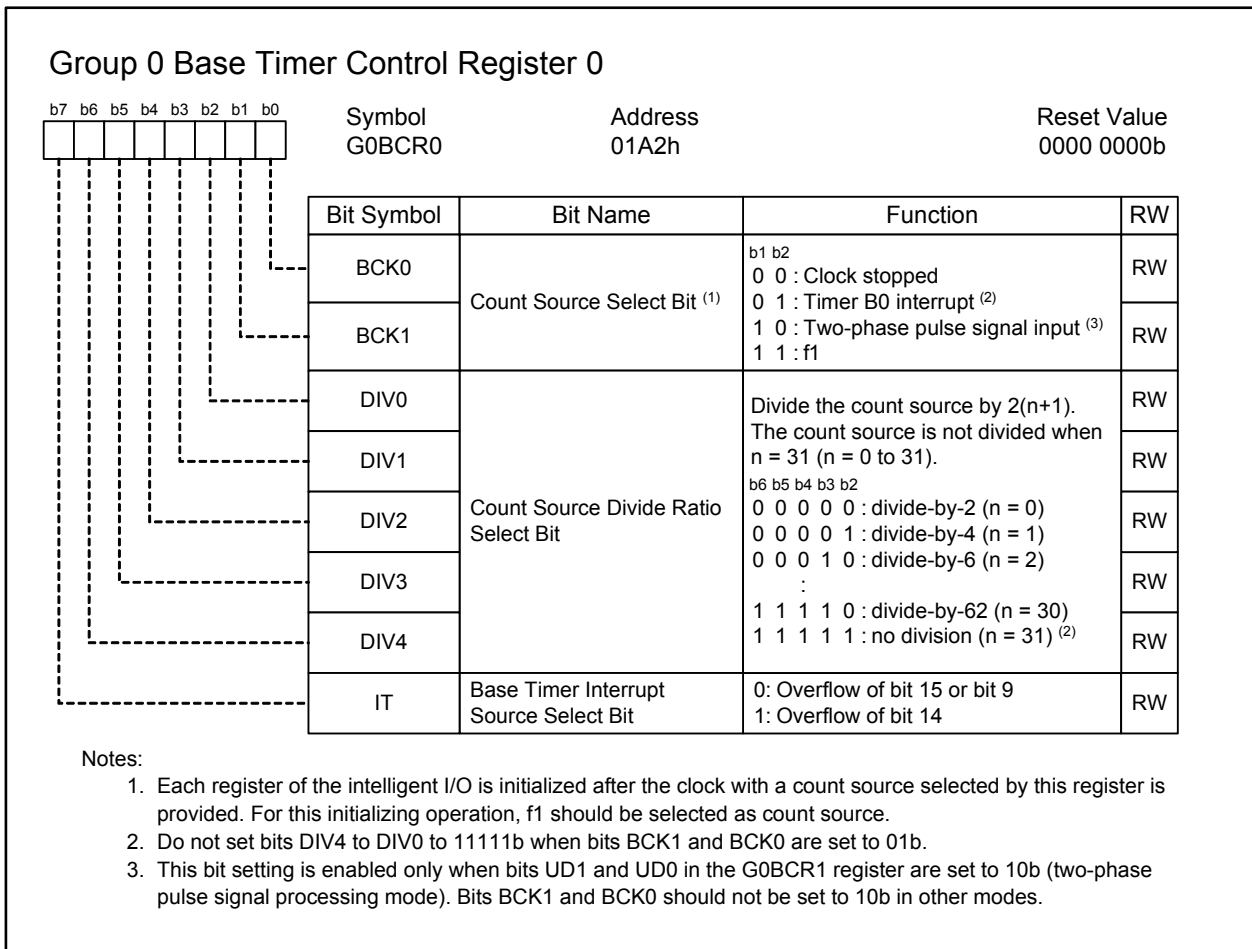 Group 0 Base Timer Control Register 0
b7 b6 b5 b4 b3 b2 b1 b0
Symbol Address Reset Value
G0BCR0 01A2h 0000 0000b
Bit Symbol Bit Name Function RW
BCK0
BCK1
Count Source Select Bit (1)
b1 b2
0 0 : Clock stopped
0 1 : Timer B0 interrupt (2)
1 0 : Two-phase pulse signal input (3)
1 1 : f1
RW
RW
DIV0
DIV1
DIV2
DIV3
DIV4
Count Source Divide Ratio
Select Bit
Divide the count source by 2(n+1).
The count source is not divided when
n = 31 (n = 0 to 31).
b6 b5 b4 b3 b2
0 0 0 0 0 : divide-by-2 (n = 0)
0 0 0 0 1 : divide-by-4 (n = 1)
0 0 0 1 0 : divide-by-6 (n = 2)
:
1 1 1 1 0 : divide-by-62 (n = 30)
1 1 1 1 1 : no division (n = 31) (2)
RW
RW
RW
RW
RW
IT
Base Timer Interrupt
Source Select Bit
0: Overflow of bit 15 or bit 9
1: Overflow of bit 14
RW
Notes:
1. Each register of the intelligent I/O is initialized after the clock with a count source selected by this register is
provided. For this initializing operation, f1 should be selected as count source.
2. Do not set bits DIV4 to DIV0 to 11111b when bits BCK1 and BCK0 are set to 01b.
3. This bit setting is enabled only when bits UD1 and UD0 in the G0BCR1 register are set to 10b (two-phase
pulse signal processing mode). Bits BCK1 and BCK0 should not be set to 10b in other modes.